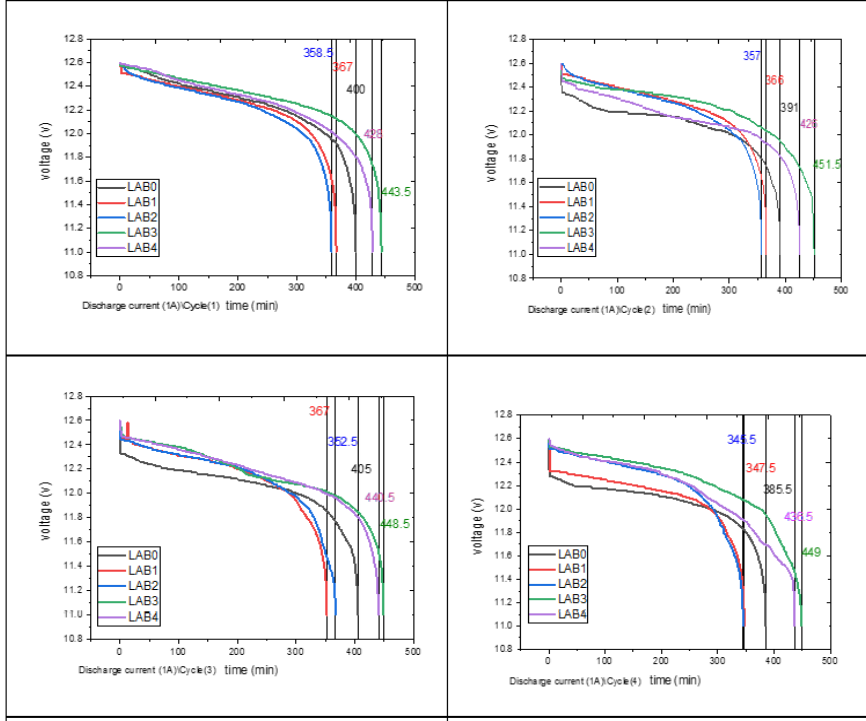 12.8
12.6
12.4
12.2
12.0
11.8
11.6
11.4
11.2
11.0
10.8
voltage (v)
358.5
367
400
428
443.5
LAB0
LAB1
LAB2
LAB3
LAB4
0 100 200 300 400 500
Discharge current (1A)\Cycle(1) time (min)
12.8
12.6
12.4
12.2
12.0
11.8
11.6
11.4
11.2
11.0
10.8
voltage (v)
357
366
391
426
451.5
LAB0
LAB1
LAB2
LAB3
LAB4
0 100 200 300 400 500
Discharge current (1A)\Cycle(2) time (min)
12.8
12.6
12.4
12.2
12.0
11.8
11.6
11.4
11.2
11.0
10.8
voltage (v)
367
352.5
405
440.5
448.5
LAB0
LAB1
LAB2
LAB3
LAB4
0 100 200 300 400 500
Discharge current (1A)\Cycle(3) time (min)
12.8
12.6
12.4
12.2
12.0
11.8
11.6
11.4
11.2
11.0
10.8
voltage (v)
345.5
347.5
385.5
436.5
449
LAB0
LAB1
LAB2
LAB3
LAB4
0 100 200 300 400 500
Discharge current (1A)\Cycle(4) time (min)